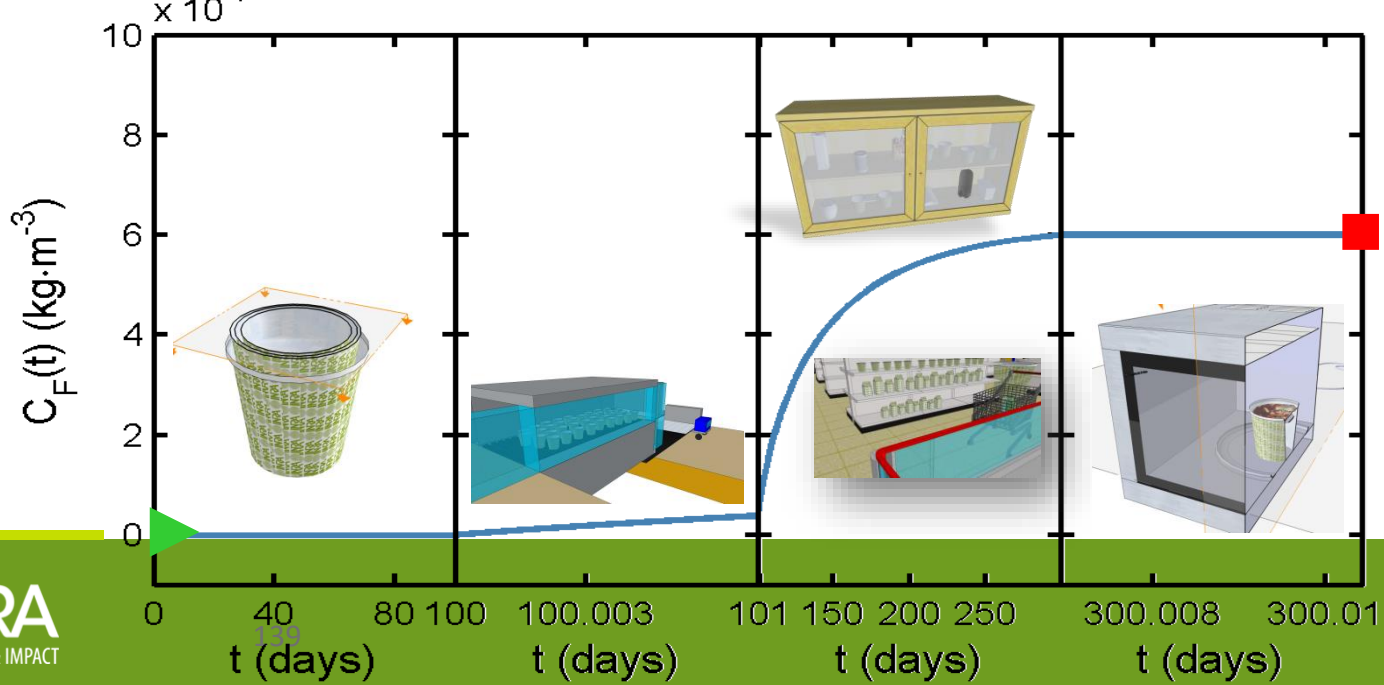 x 10
10
8
6
4
2
0
C_F(t) (kg·m⁻³)
0 40 80 100 100.003 101 150 200 250 300.008 300.01
139
t (days) t (days) t (days) t (days)
RA
IMPACT